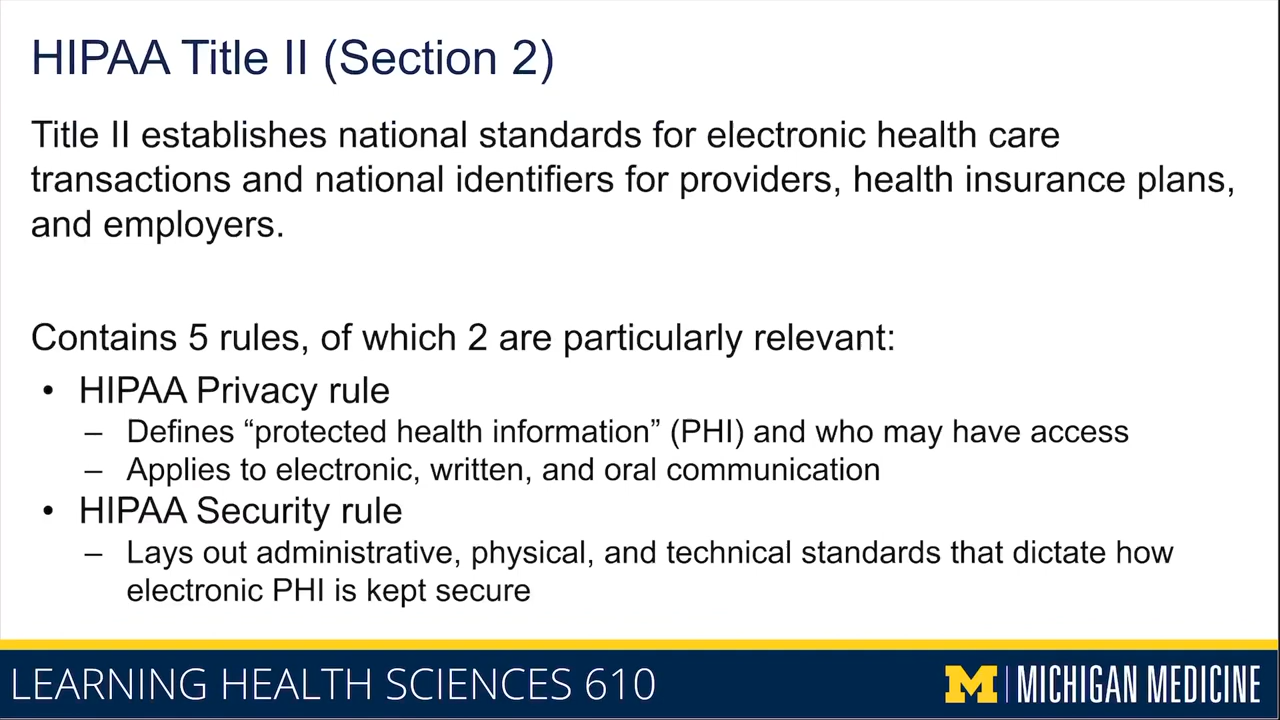 HIPAA Title II (Section 2)
Title II establishes national standards for electronic health care
transactions and national identifiers for providers, health insurance plans,
and employers.
Contains 5 rules, of which 2 are particularly relevant:
• HIPAA Privacy rule
– Defines “protected health information” (PHI) and who may have access
– Applies to electronic, written, and oral communication
• HIPAA Security rule
– Lays out administrative, physical, and technical standards that dictate how
electronic PHI is kept secure
LEARNING HEALTH SCIENCES 610
M | MICHIGAN MEDICINE